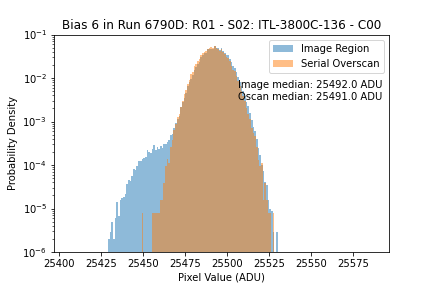 Bias 6 in Run 6790D: R01 - S02: ITL-3800C-136 - C00
Image Region
Serial Overscan
Image median: 25492.0 ADU
Oscan median: 25491.0 ADU
Probability Density
10⁻¹
10⁻²
10⁻³
10⁻⁴
10⁻⁵
10⁻⁶
25400 25425 25450 25475 25500 25525 25550 25575
Pixel Value (ADU)